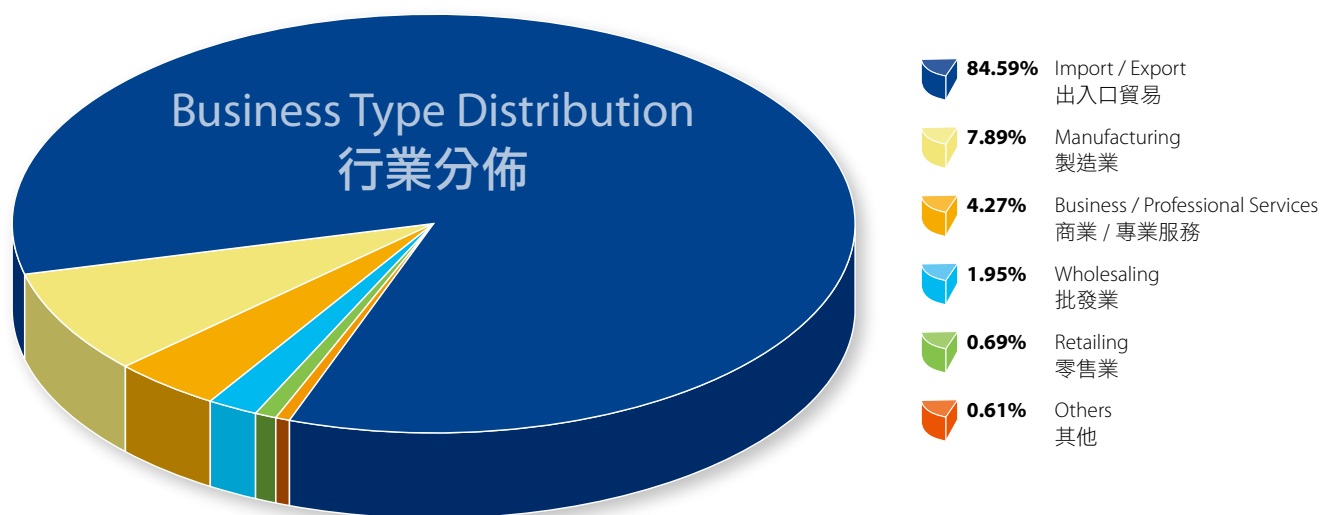 Business Type Distribution
行業分佈
84.59% Import / Export
出入口貿易
7.89% Manufacturing
製造業
4.27% Business / Professional Services
商業 / 專業服務
1.95% Wholesaling
批發業
0.69% Retailing
零售業
0.61% Others
其他